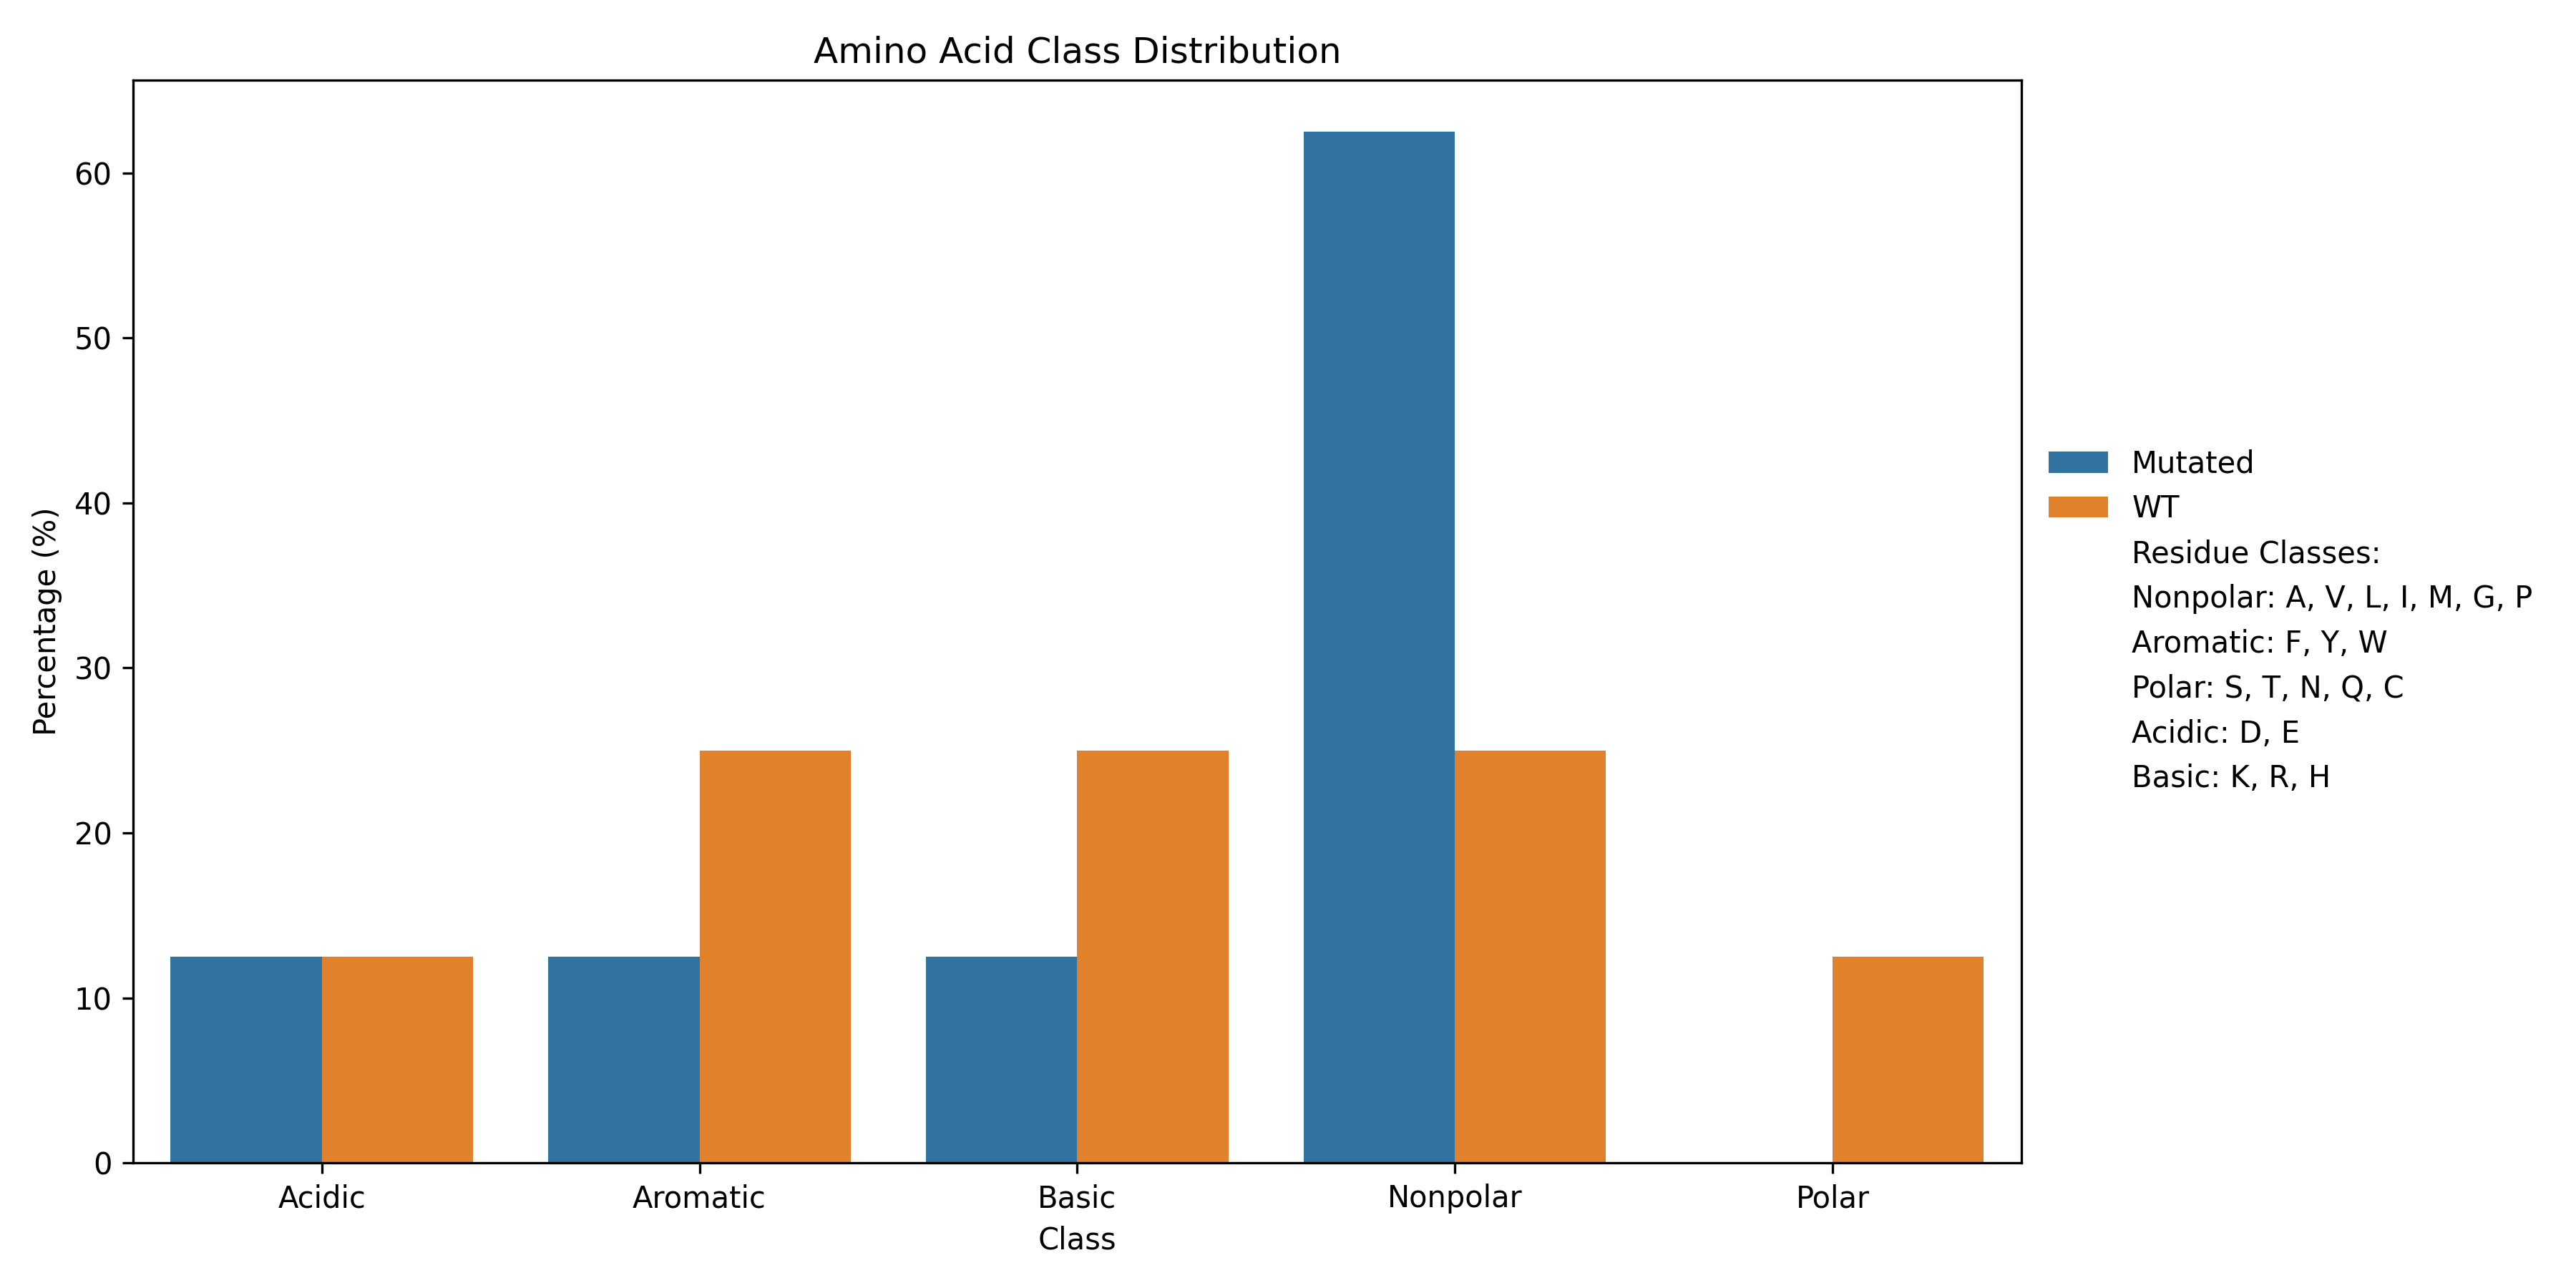 Amino Acid Class Distribution
Percentage (%)
60
50
40
30
20
10
0
Acidic Aromatic Basic Nonpolar Polar
Class
Mutated
WT
Residue Classes:
Nonpolar: A, V, L, I, M, G, P
Aromatic: F, Y, W
Polar: S, T, N, Q, C
Acidic: D, E
Basic: K, R, H